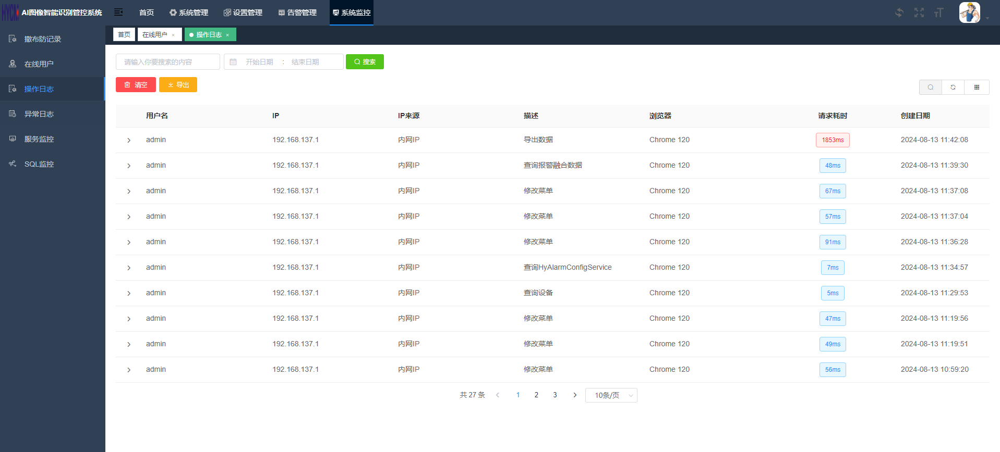 HYCM AI图像智能识别管控系统 首页 系统管理 设置管理 告警管理 系统监控
首页 在线用户 × 操作日志 ×
撤布防记录
在线用户
操作日志
异常日志
服务监控
SQL监控
请输入你要搜索的内容 开始日期 : 结束日期 搜索
清空 导出
用户名 IP IP来源 描述 浏览器 请求耗时 创建日期
admin 192.168.137.1 内网IP 导出数据 Chrome 120 1853ms 2024-08-13 11:42:08
admin 192.168.137.1 内网IP 查询报警融合数据 Chrome 120 48ms 2024-08-13 11:39:30
admin 192.168.137.1 内网IP 修改菜单 Chrome 120 67ms 2024-08-13 11:37:08
admin 192.168.137.1 内网IP 修改菜单 Chrome 120 57ms 2024-08-13 11:37:04
admin 192.168.137.1 内网IP 修改菜单 Chrome 120 91ms 2024-08-13 11:36:28
admin 192.168.137.1 内网IP 查询HyAlarmConfigService Chrome 120 7ms 2024-08-13 11:34:57
admin 192.168.137.1 内网IP 查询设备 Chrome 120 5ms 2024-08-13 11:29:53
admin 192.168.137.1 内网IP 修改菜单 Chrome 120 47ms 2024-08-13 11:19:56
admin 192.168.137.1 内网IP 修改菜单 Chrome 120 49ms 2024-08-13 11:19:51
admin 192.168.137.1 内网IP 修改菜单 Chrome 120 56ms 2024-08-13 10:59:20
共 27 条 1 2 3 10条/页